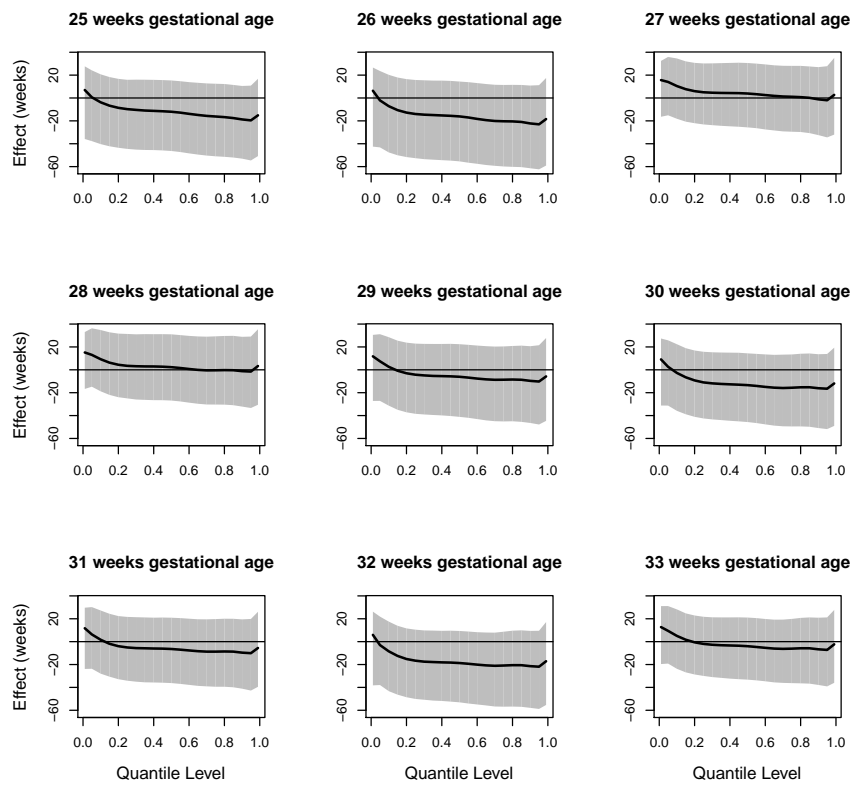 25 weeks gestational age
26 weeks gestational age
27 weeks gestational age
Effect (weeks)
20
−20
−60
0.0 0.2 0.4 0.6 0.8 1.0
20
−20
−60
0.0 0.2 0.4 0.6 0.8 1.0
20
−20
−60
0.0 0.2 0.4 0.6 0.8 1.0
28 weeks gestational age
29 weeks gestational age
30 weeks gestational age
Effect (weeks)
20
−20
−60
0.0 0.2 0.4 0.6 0.8 1.0
20
−20
−60
0.0 0.2 0.4 0.6 0.8 1.0
20
−20
−60
0.0 0.2 0.4 0.6 0.8 1.0
31 weeks gestational age
32 weeks gestational age
33 weeks gestational age
Effect (weeks)
20
−20
−60
0.0 0.2 0.4 0.6 0.8 1.0
20
−20
−60
0.0 0.2 0.4 0.6 0.8 1.0
20
−20
−60
0.0 0.2 0.4 0.6 0.8 1.0
Quantile Level
Quantile Level
Quantile Level